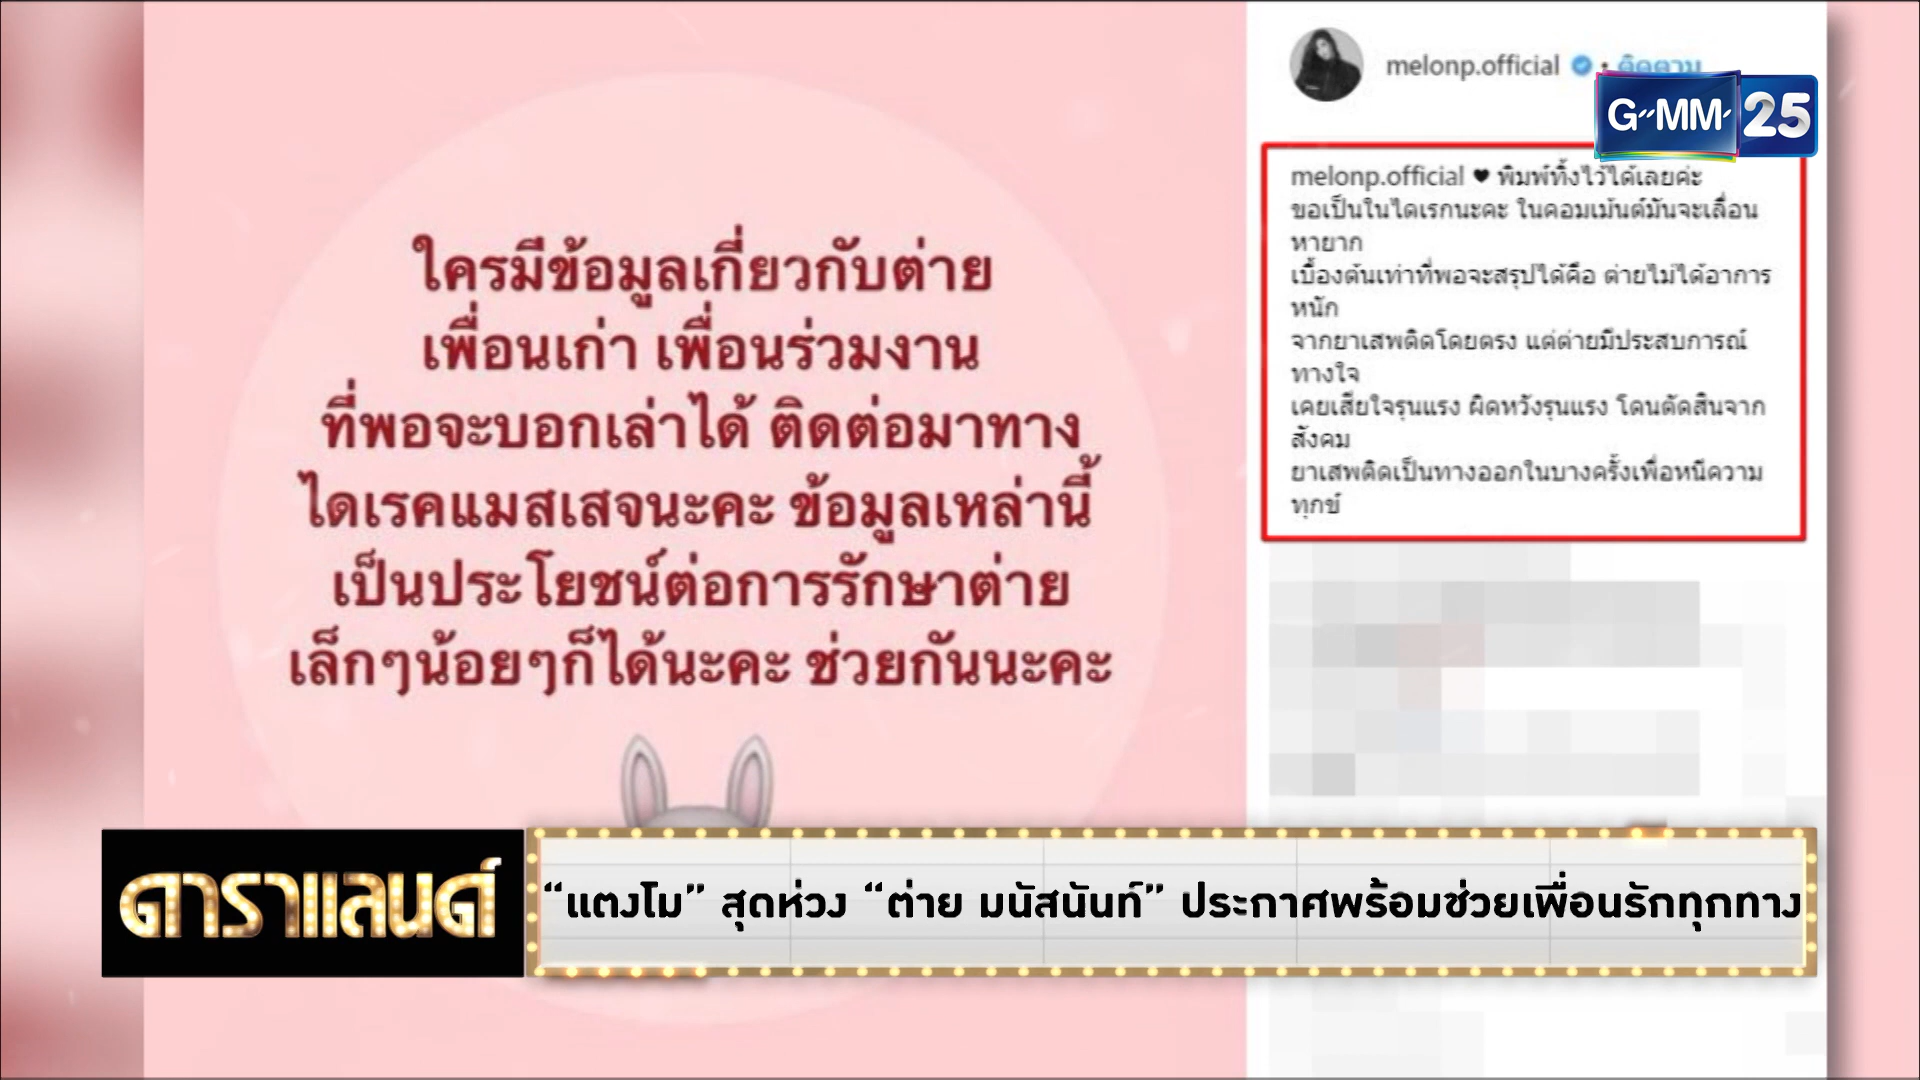 ใครมีข้อมูลเกี่ยวกับต่าย
เพื่อนเก่า เพื่อนร่วมงาน
ที่พอจะบอกเล่าได้ ติดต่อมาทาง
ไดเรคแมสเสจนะคะ ข้อมูลเหล่านี้
เป็นประโยชน์ต่อการรักษาต่าย
เล็กๆน้อยๆก็ได้นะคะ ช่วยกันนะคะ
melonp.official • ติดตาม
GMM 25
melonp.official ♥ พิมพ์ทิ้งไว้ได้เลยค่ะ
ขอเป็นในไดเรกนะคะ ในคอมเม้นต์มันจะเลื่อน
หายาก
เบื้องต้นเท่าที่พอจะสรุปได้คือ ต่ายไม่ได้อาการ
หนัก
จากยาเสพติดโดยตรง แต่ต่ายมีประสบการณ์
ทางใจ
เคยเสียใจรุนแรง ผิดหวังรุนแรง โดนตัดสินจาก
สังคม
ยาเสพติดเป็นทางออกในบางครั้งเพื่อหนีความ
ทุกข์
ดาราแลนด์
“แตงโม” สุดห่วง “ต่าย มนัสนันท์” ประกาศพร้อมช่วยเพื่อนรักทุกทาง